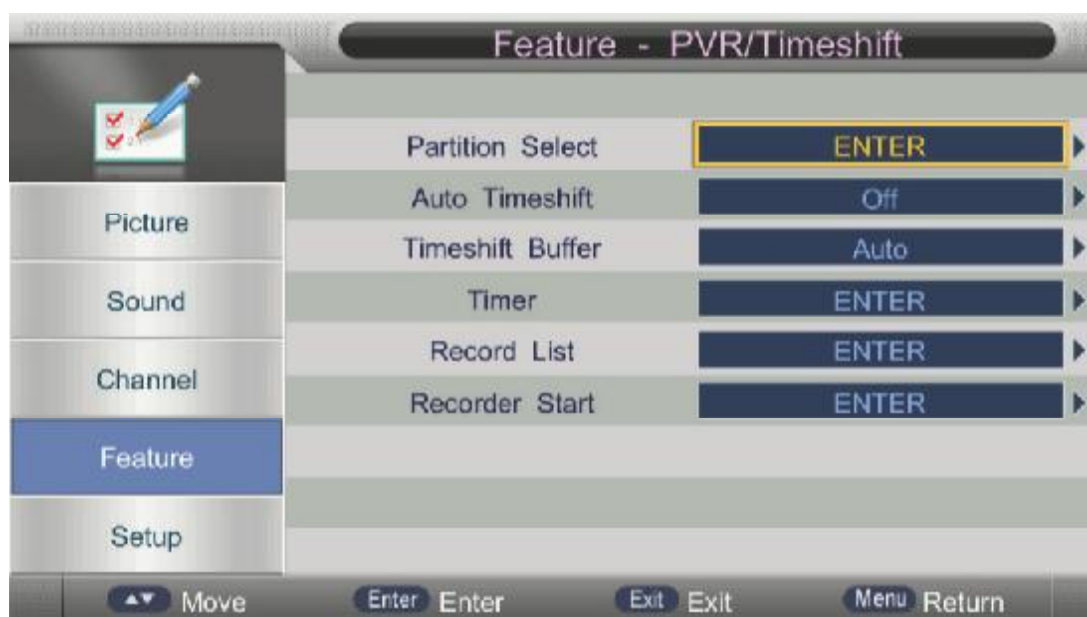 Feature - PVR/Timeshift
Partition Select ENTER
Auto Timeshift Off
Timeshift Buffer Auto
Timer ENTER
Record List ENTER
Recorder Start ENTER
Picture
Sound
Channel
Feature
Setup
Move Enter Enter Exit Exit Menu Return